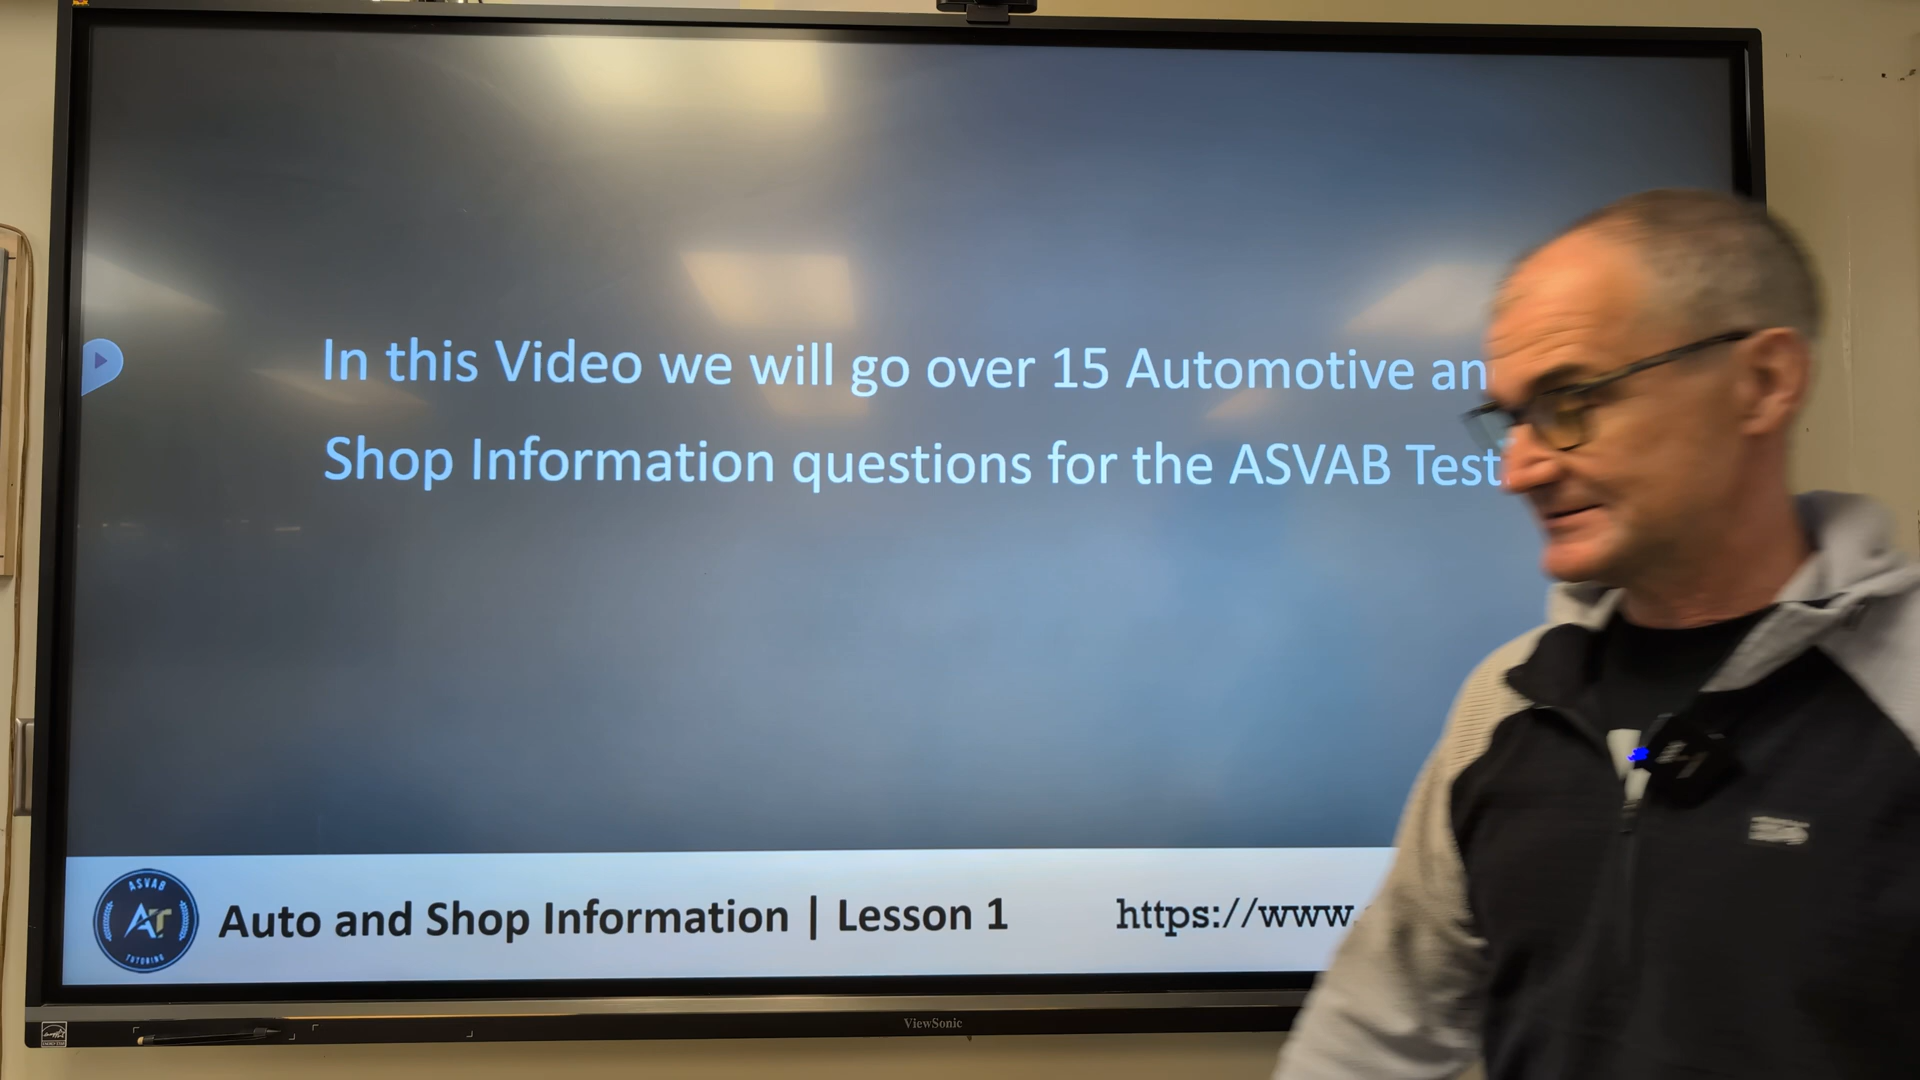 In this Video we will go over 15 Automotive an
Shop Information questions for the ASVAB Test
ASVAB
AT
TUTORING
Auto and Shop Information | Lesson 1
https://www.
ViewSonic